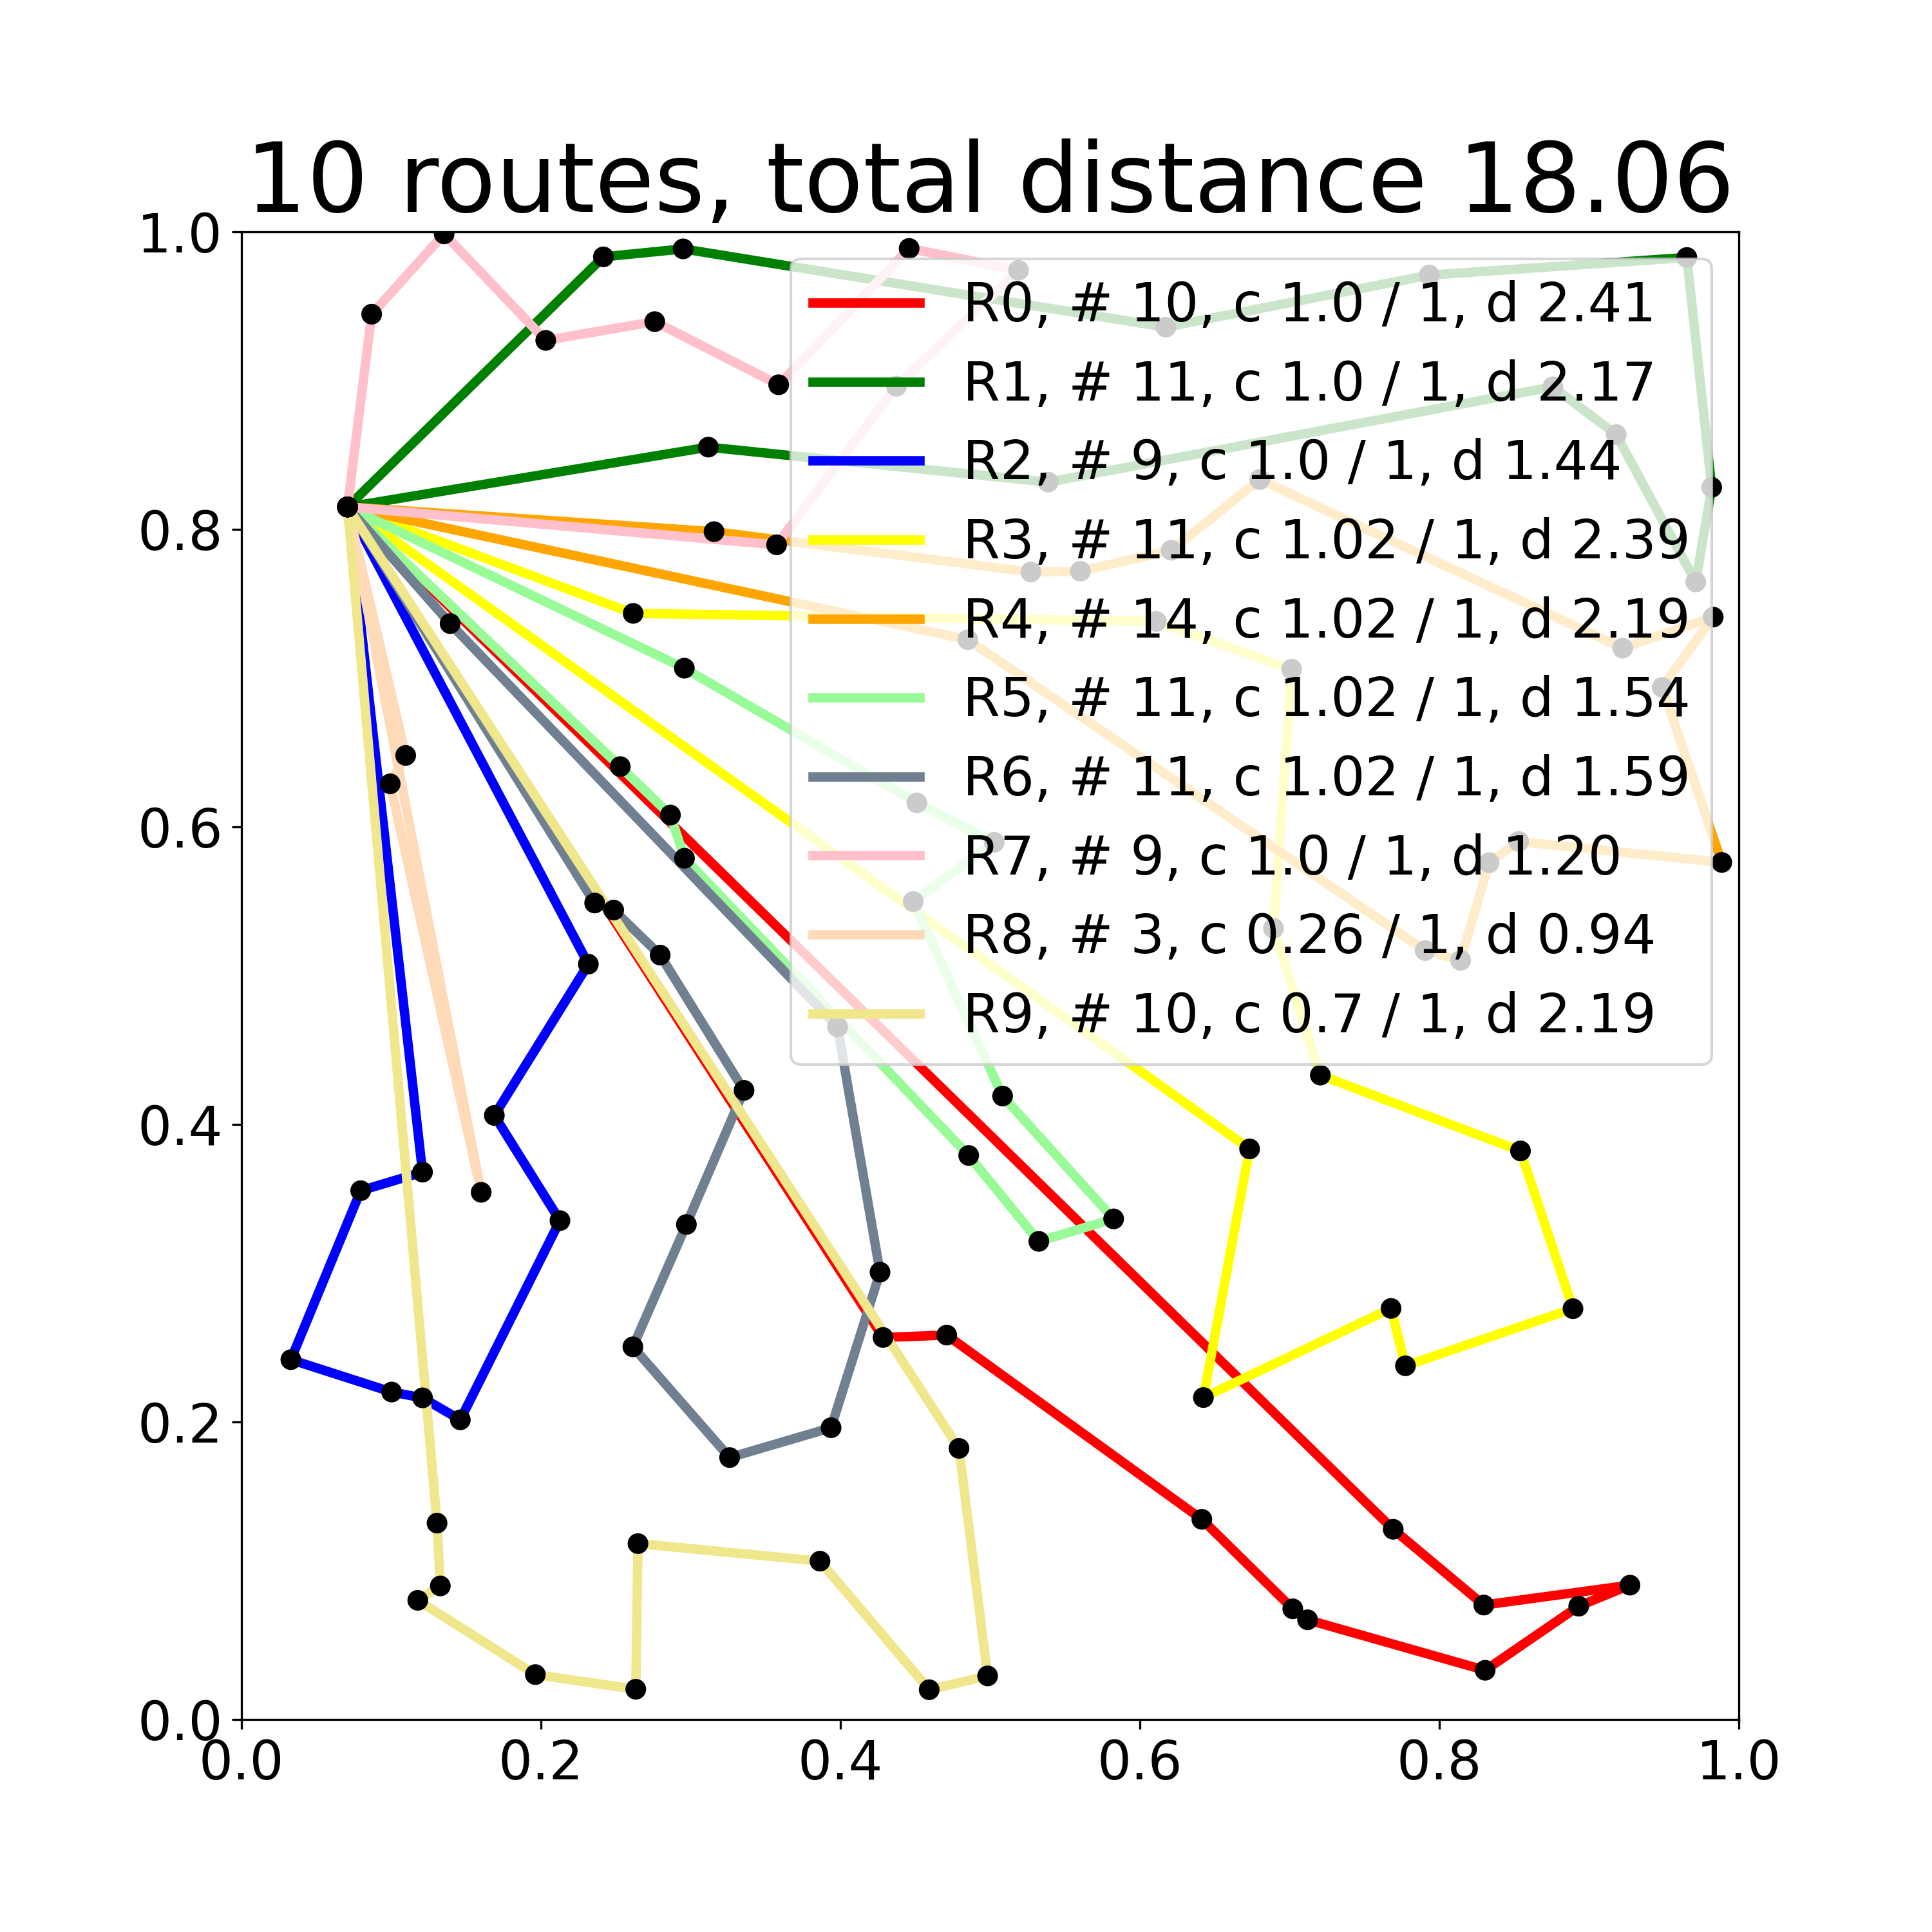 10 routes, total distance 18.06
1.0
0.8
0.6
0.4
0.2
0.0
R0, # 10, c 1.0 / 1, d 2.41
R1, # 11, c 1.0 / 1, d 2.17
R2, # 9, c 1.0 / 1, d 1.44
R3, # 11, c 1.02 / 1, d 2.39
R4, # 14, c 1.02 / 1, d 2.19
R5, # 11, c 1.02 / 1, d 1.54
R6, # 11, c 1.02 / 1, d 1.59
R7, # 9, c 1.0 / 1, d 1.20
R8, # 3, c 0.26 / 1, d 0.94
R9, # 10, c 0.7 / 1, d 2.19
0.0 0.2 0.4 0.6 0.8 1.0